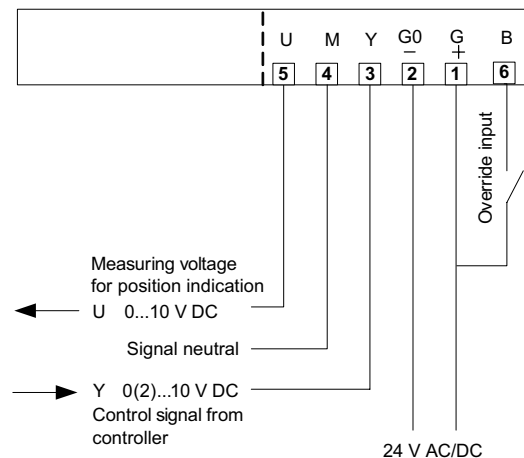 U M Y G0 G B
− +
5 4 3 2 1 6
Override input
Measuring voltage
for position indication
U 0...10 V DC
Signal neutral
Y 0(2)...10 V DC
Control signal from
controller
24 V AC/DC